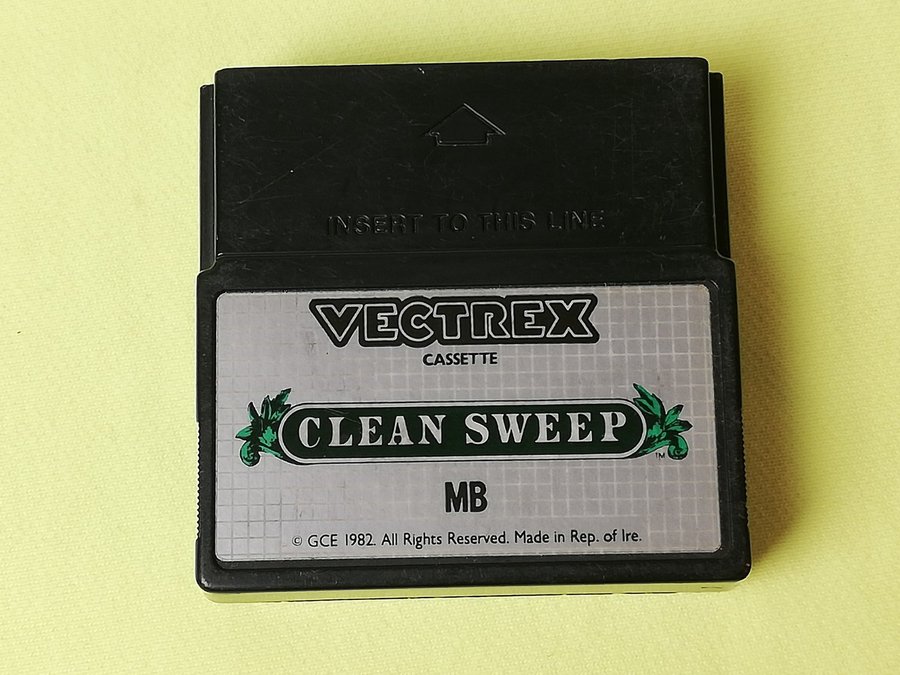 INSERT TO THIS LINE
VECTREX
CASSETTE
CLEAN SWEEP
TM
MB
© GCE 1982. All Rights Reserved. Made in Rep. of Ire.